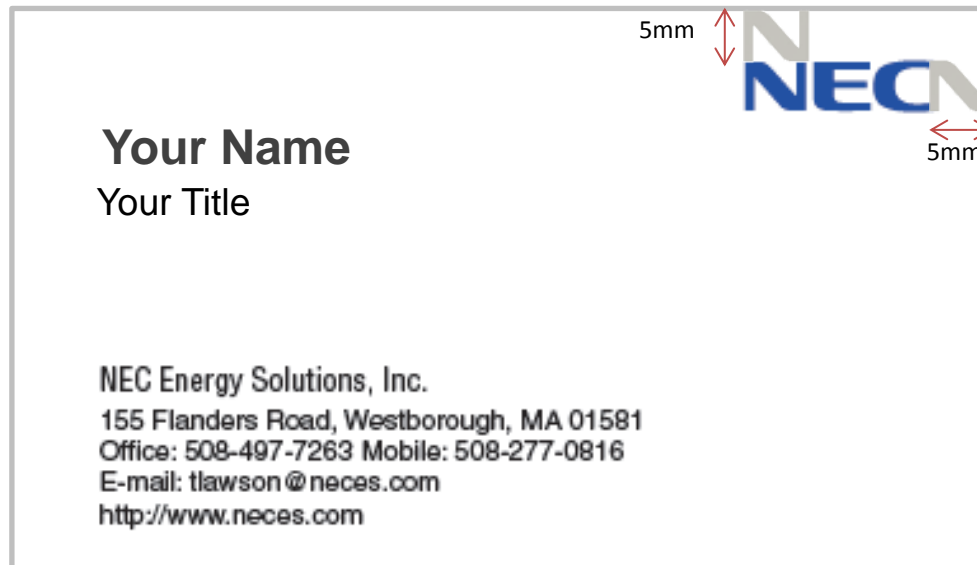 5mm
N
NECN
5mm
Your Name
Your Title
NEC Energy Solutions, Inc.
155 Flanders Road, Westborough, MA 01581
Office: 508-497-7263 Mobile: 508-277-0816
E-mail: tlawson@neces.com
http://www.neces.com